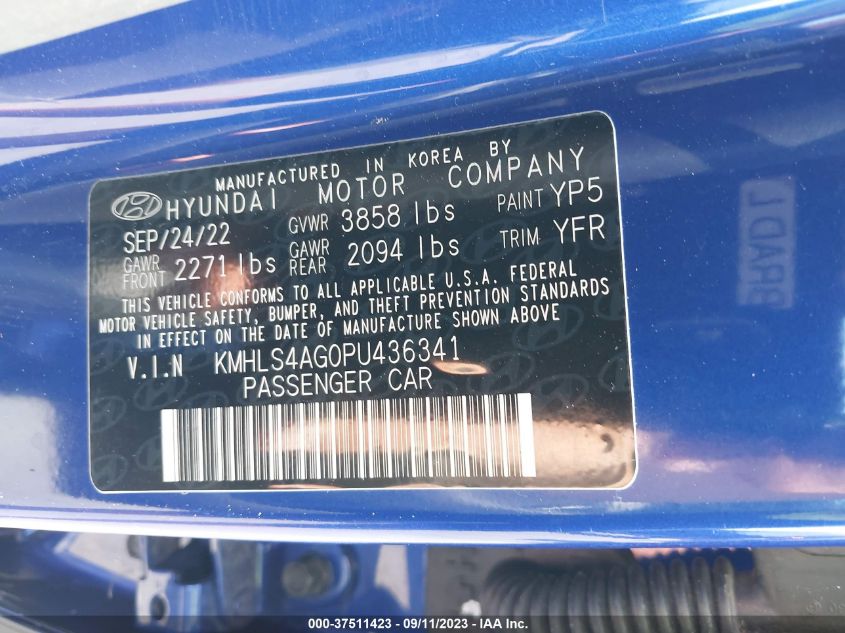 MANUFACTURED IN KOREA BY
HYUNDAI MOTOR COMPANY
SEP/24/22 GVWR 3858 lbs PAINT YP5
GAWR FRONT 2271 lbs GAWR REAR 2094 lbs TRIM YFR
THIS VEHICLE CONFORMS TO ALL APPLICABLE U.S.A. FEDERAL
MOTOR VEHICLE SAFETY, BUMPER, AND THEFT PREVENTION STANDARDS
IN EFFECT ON THE DATE OF MANUFACTURE SHOWN ABOVE
V.I.N KMHLS4AG0PU436341
PASSENGER CAR
000-37511423 - 09/11/2023 - IAA Inc.